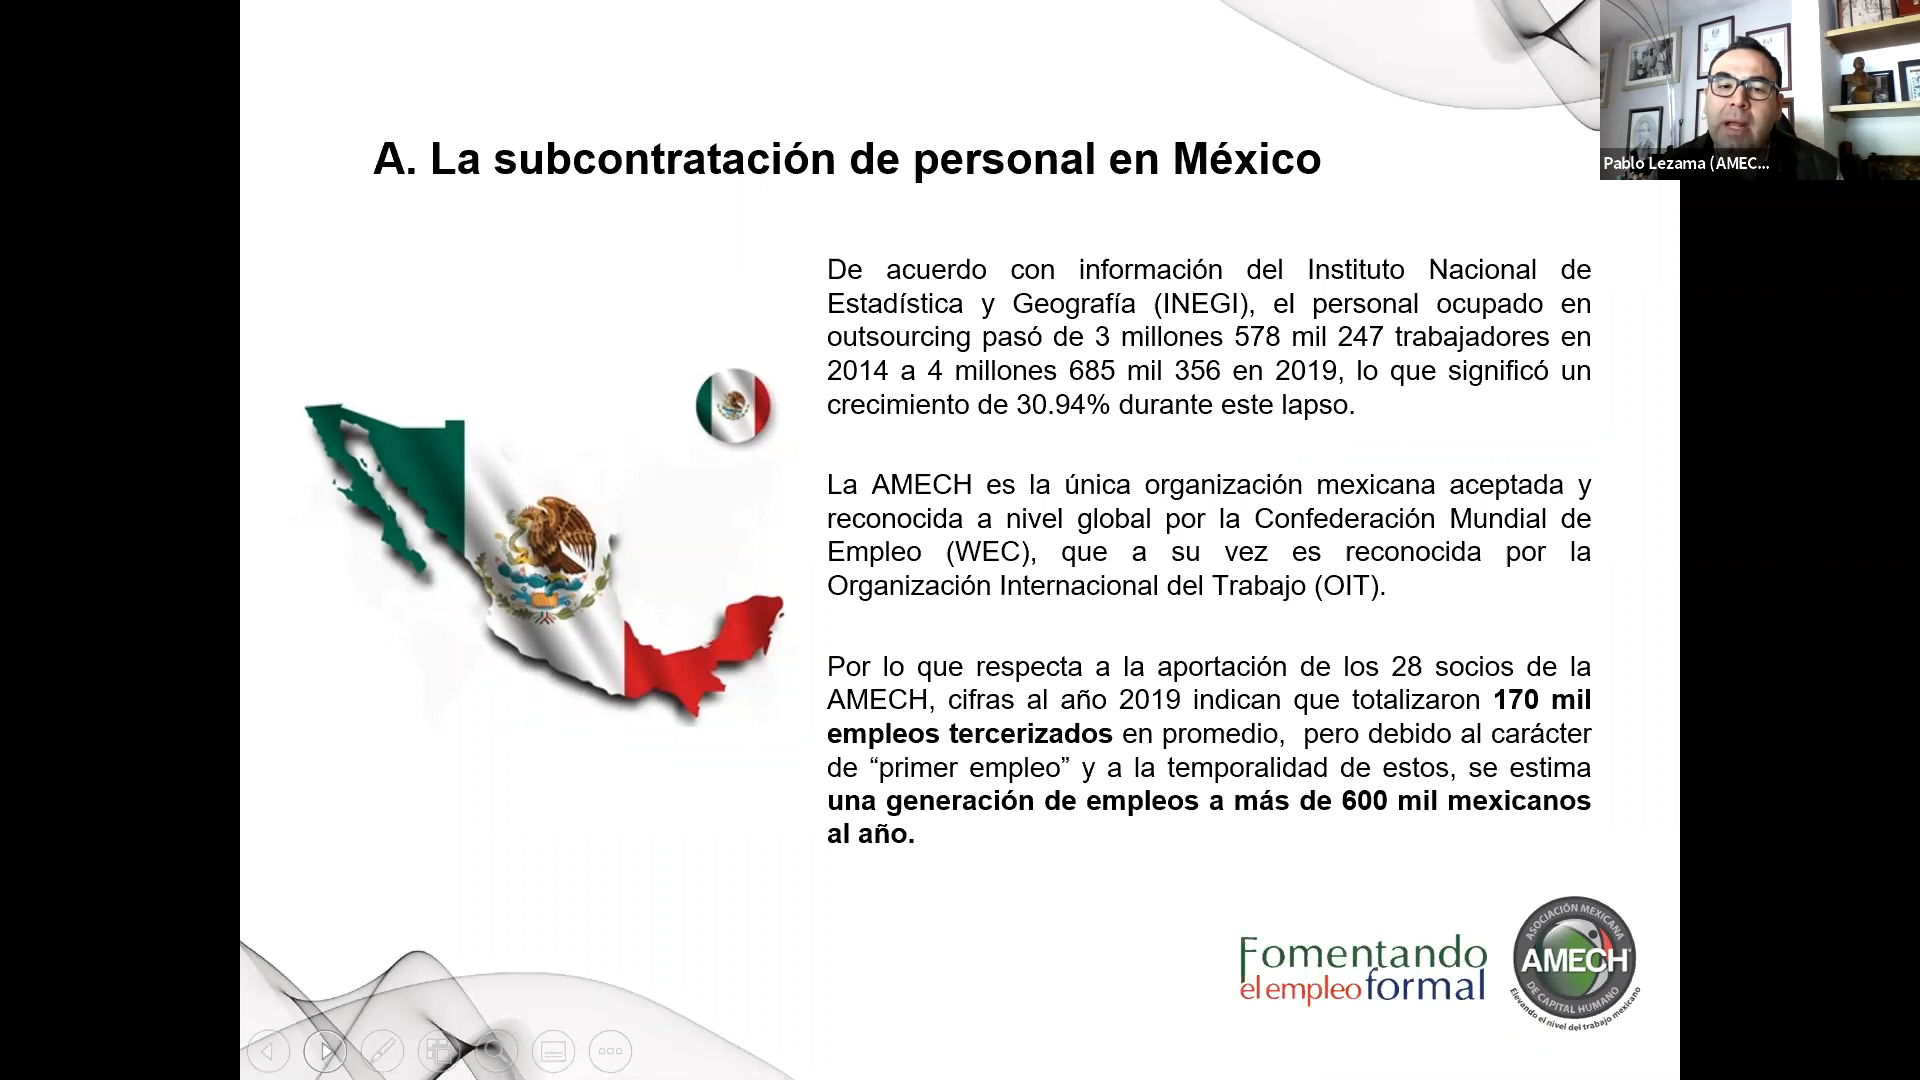 Pablo Lezama (AMEC...
A. La subcontratación de personal en México
De acuerdo con información del Instituto Nacional de
Estadística y Geografía (INEGI), el personal ocupado en
outsourcing pasó de 3 millones 578 mil 247 trabajadores en
2014 a 4 millones 685 mil 356 en 2019, lo que significó un
crecimiento de 30.94% durante este lapso.
La AMECH es la única organización mexicana aceptada y
reconocida a nivel global por la Confederación Mundial de
Empleo (WEC), que a su vez es reconocida por la
Organización Internacional del Trabajo (OIT).
Por lo que respecta a la aportación de los 28 socios de la
AMECH, cifras al año 2019 indican que totalizaron 170 mil
empleos tercerizados en promedio,  pero debido al carácter
de “primer empleo” y a la temporalidad de estos, se estima
una generación de empleos a más de 600 mil mexicanos
al año.
Fomentando
el empleo formal
ASOCIACIÓN MEXICANA
AMECH
DE CAPITAL HUMANO
Elevando el nivel del trabajo mexicano